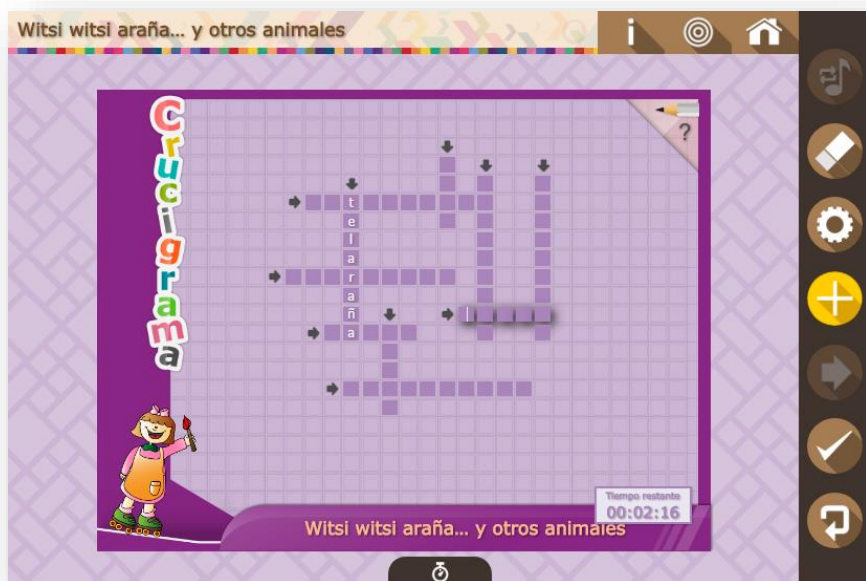 Witsi witsi araña... y otros animales
i
Crucigrama
?
t
e
l
a
r
a
ñ
a
Tiempo restante
00:02:16
Witsi witsi araña... y otros animales